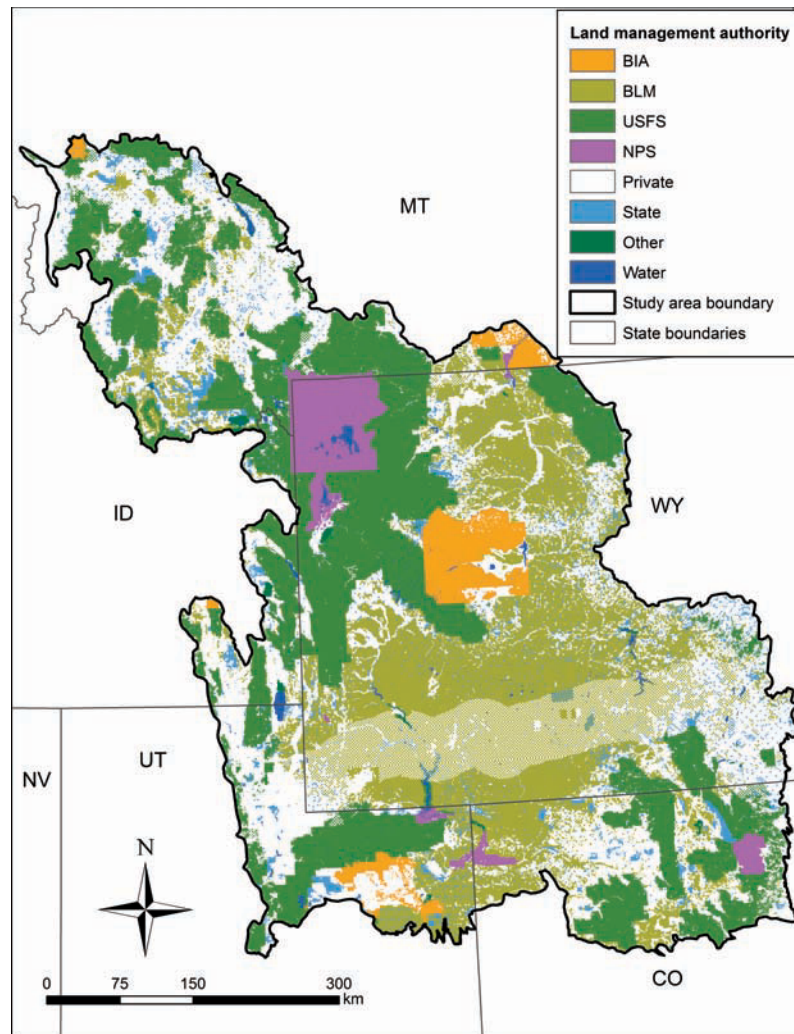 Land management authority
BIA
BLM
USFS
NPS
Private
State
Other
Water
Study area boundary
State boundaries
MT
ID
WY
UT
NV
N
CO
0 75 150 300
km